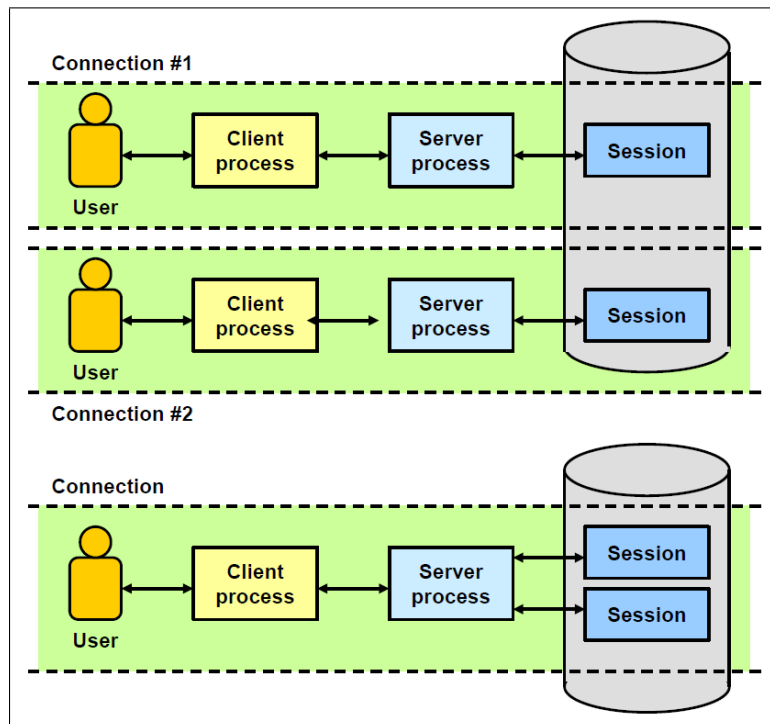 Connection #1
Client
process
Server
process
Session
User
Client
process
Server
process
Session
User
Connection #2
Connection
Client
process
Server
process
Session
Session
User